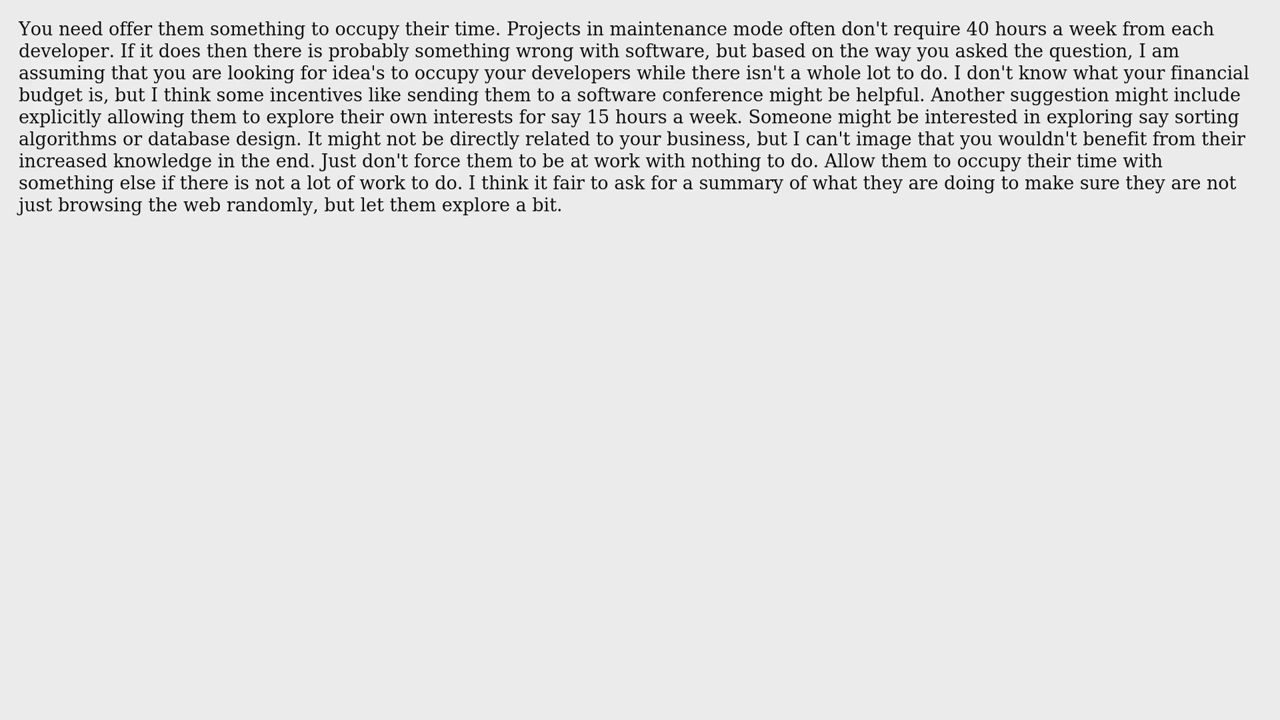 You need offer them something to occupy their time. Projects in maintenance mode often don't require 40 hours a week from each
developer. If it does then there is probably something wrong with software, but based on the way you asked the question, I am
assuming that you are looking for idea's to occupy your developers while there isn't a whole lot to do. I don't know what your financial
budget is, but I think some incentives like sending them to a software conference might be helpful. Another suggestion might include
explicitly allowing them to explore their own interests for say 15 hours a week. Someone might be interested in exploring say sorting
algorithms or database design. It might not be directly related to your business, but I can't image that you wouldn't benefit from their
increased knowledge in the end. Just don't force them to be at work with nothing to do. Allow them to occupy their time with
something else if there is not a lot of work to do. I think it fair to ask for a summary of what they are doing to make sure they are not
just browsing the web randomly, but let them explore a bit.